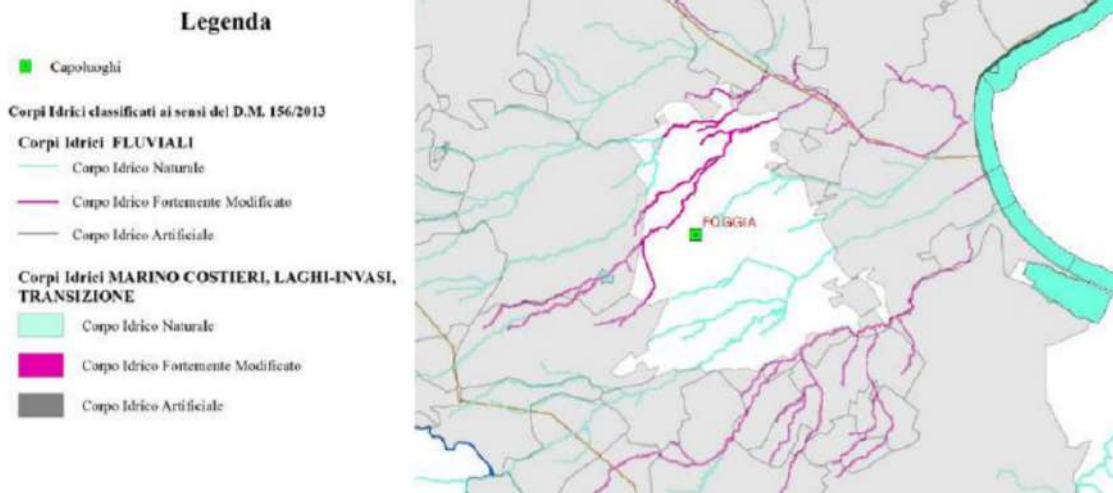 Legenda
Capoluoghi
Corpi Idrici classificati ai sensi del D.M. 156/2013
Corpi Idrici FLUVIALI
Corpo Idrico Naturale
Corpo Idrico Fortemente Modificato
Corpo Idrico Artificiale
Corpi Idrici MARINO COSTIERI, LAGHI-INVASI,
TRANSIZIONE
Corpo Idrico Naturale
Corpo Idrico Fortemente Modificato
Corpo Idrico Artificiale
FOGGIA